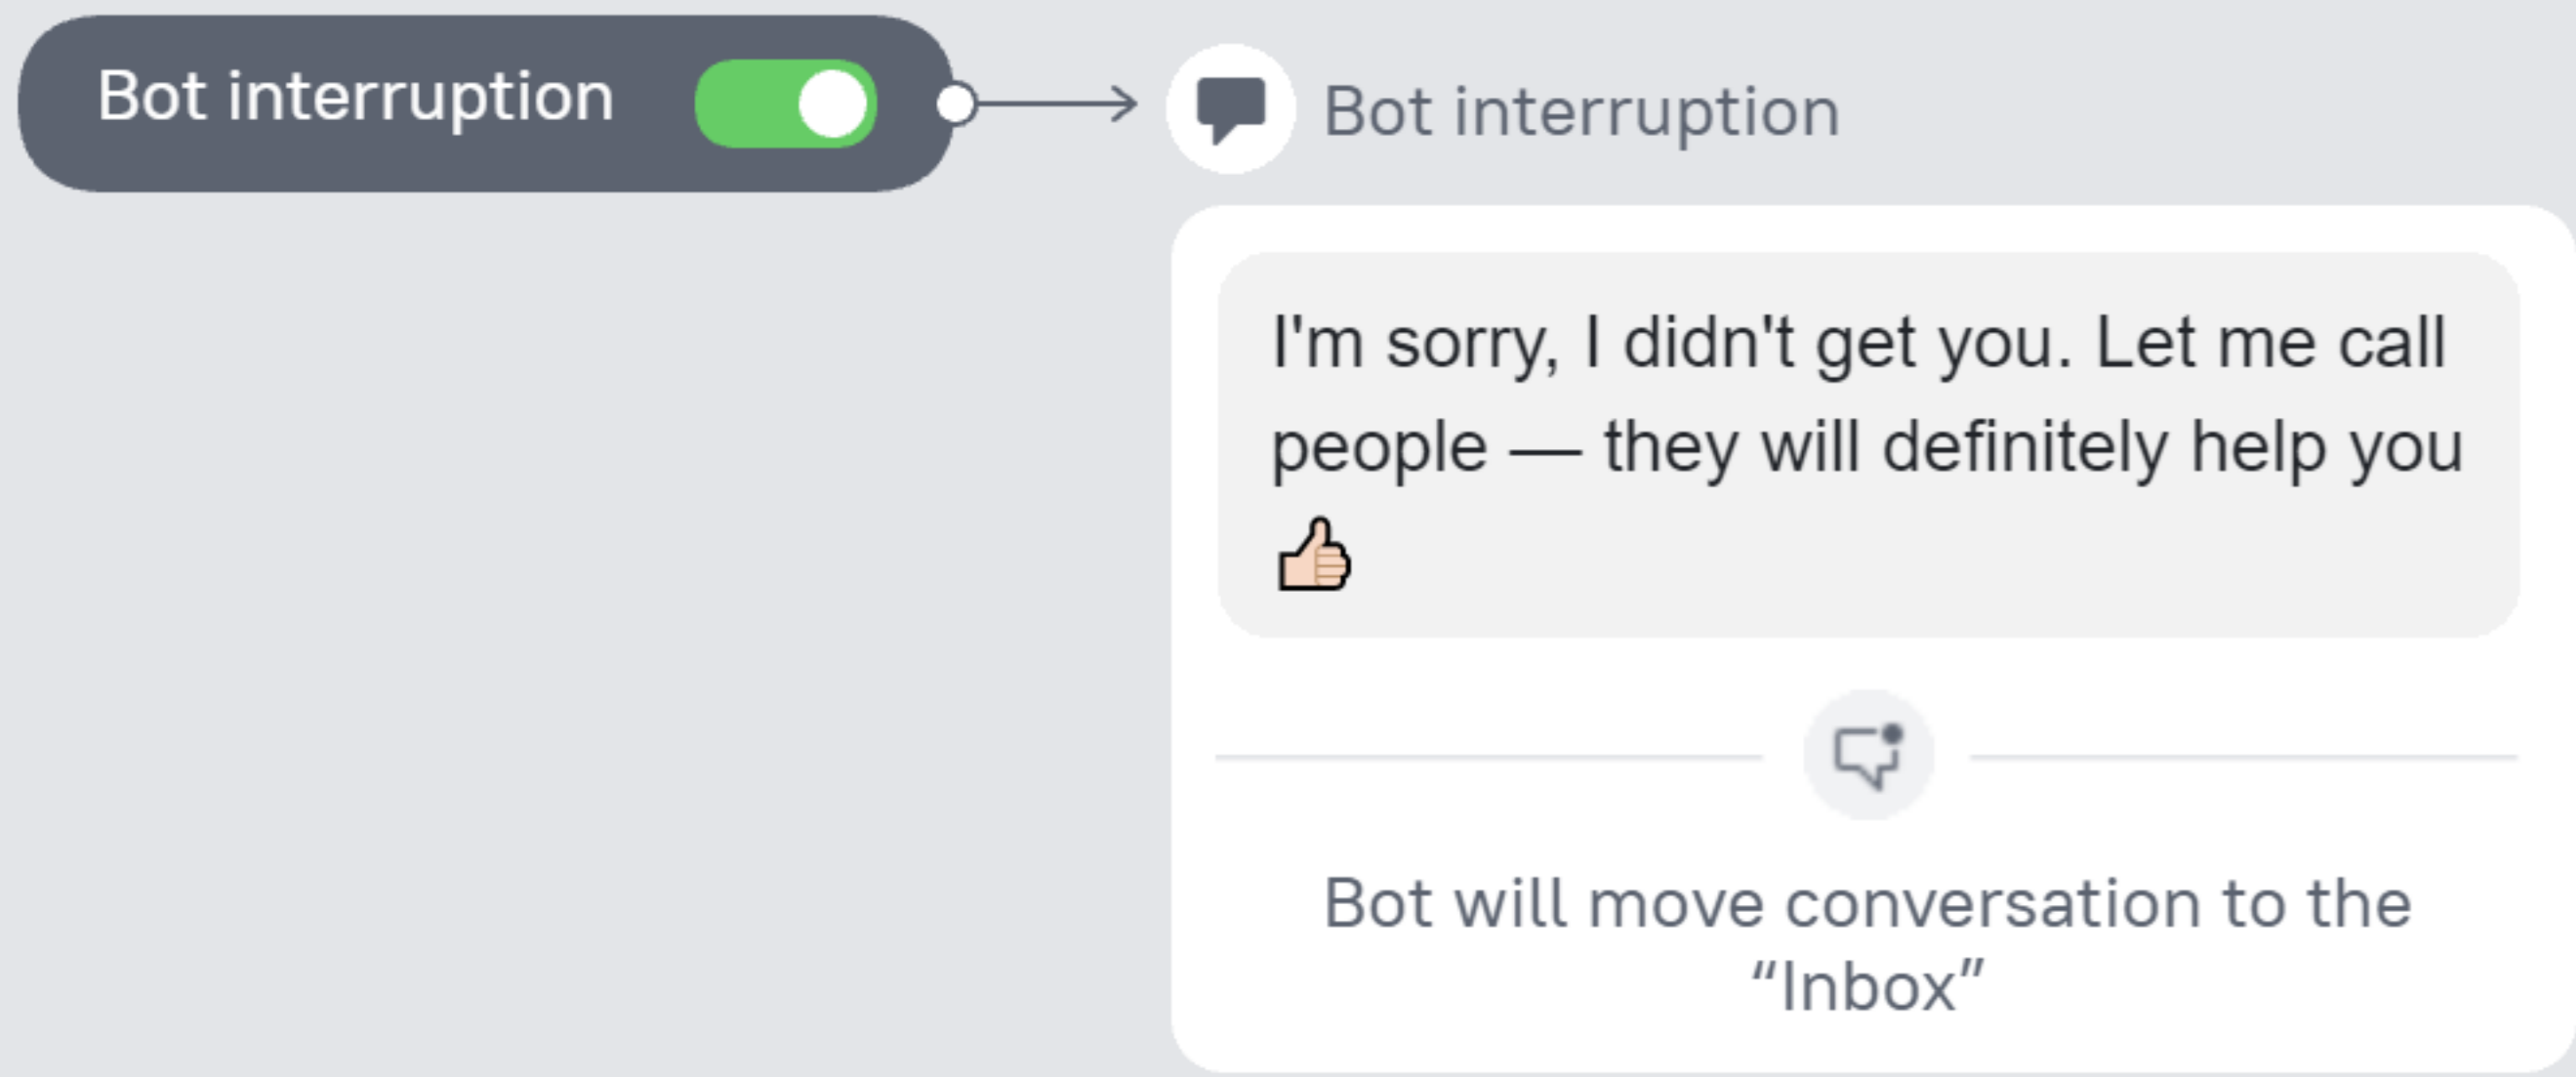 Bot interruption
Bot interruption
I'm sorry, I didn't get you. Let me call
people — they will definitely help you
👍🏻
Bot will move conversation to the
“Inbox”